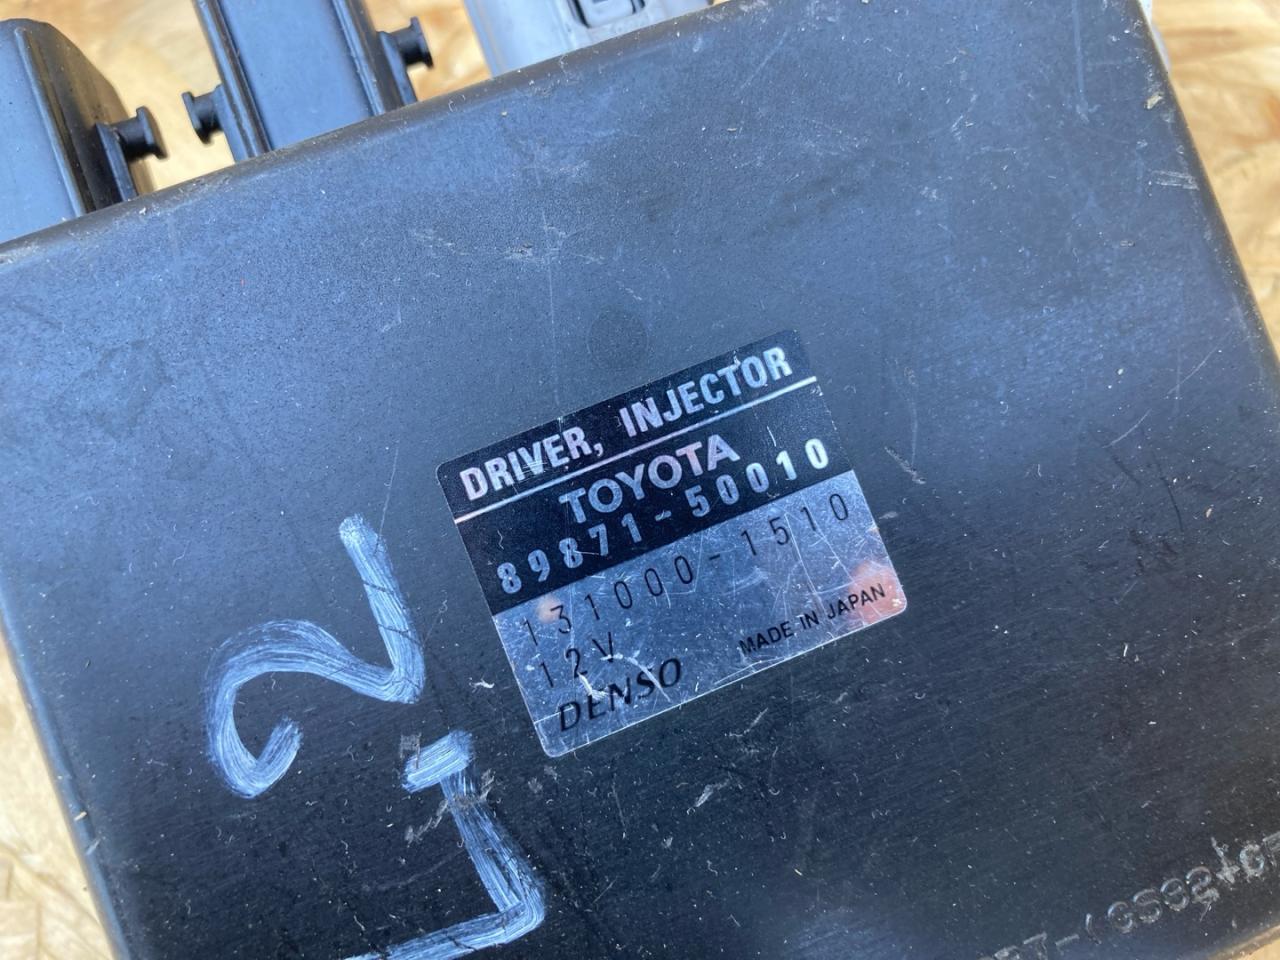 DRIVER, INJECTOR
TOYOTA
89871-50010
131000-1510
12V
DENSO
MADE IN JAPAN